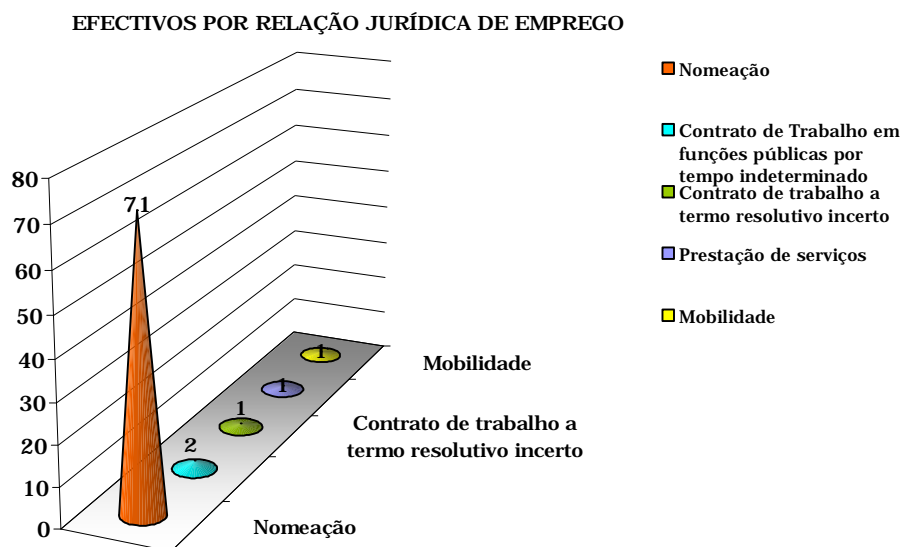 EFECTIVOS POR RELAÇÃO JURÍDICA DE EMPREGO
80
70
60
50
40
30
20
10
0
71
2
1
1
1
Mobilidade
Contrato de trabalho a
termo resolutivo incerto
Nomeação
Nomeação
Contrato de Trabalho em
funções públicas por
tempo indeterminado
Contrato de trabalho a
termo resolutivo incerto
Prestação de serviços
Mobilidade